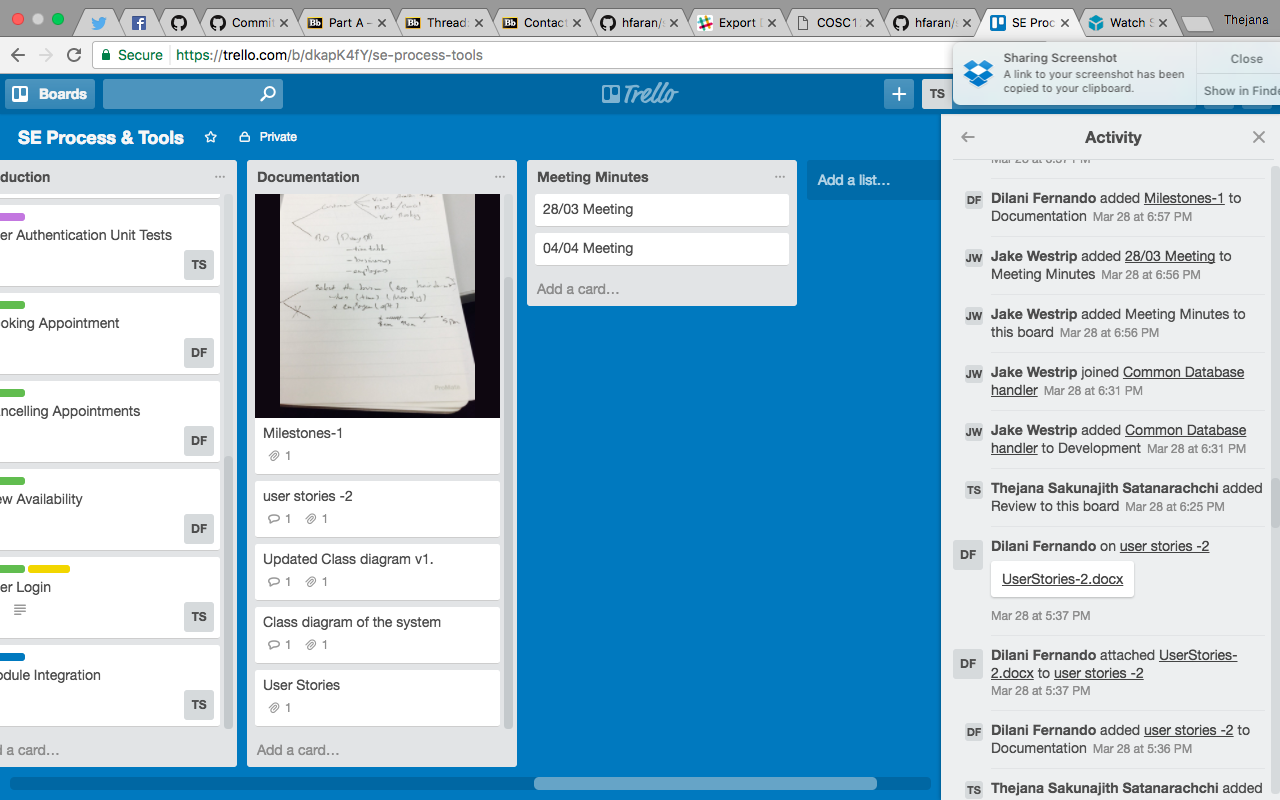 Commit
Part A –
Thread:
Contact
hfaran/s
Export
COSC1
hfaran/s
SE Proc
Watch S
Thejana
Secure https://trello.com/b/dkapK4fY/se-process-tools
Sharing Screenshot
A link to your screenshot has been
copied to your clipboard.
Close
Show in Finde
Boards
Trello
TS
SE Process & Tools
Private
duction
er Authentication Unit Tests
TS
oking Appointment
DF
ncelling Appointments
DF
ew Availability
DF
er Login
TS
odule Integration
TS
d a card…
Documentation
ProMate
Milestones-1
1
user stories -2
1 1
Updated Class diagram v1.
1 1
Class diagram of the system
1 1
User Stories
1
Add a card…
Meeting Minutes
28/03 Meeting
04/04 Meeting
Add a card…
Add a list…
Activity
Mar 28 at 6:57 PM
DF Dilani Fernando added Milestones-1 to
Documentation Mar 28 at 6:57 PM
JW Jake Westrip added 28/03 Meeting to
Meeting Minutes Mar 28 at 6:56 PM
JW Jake Westrip added Meeting Minutes to
this board Mar 28 at 6:56 PM
JW Jake Westrip joined Common Database
handler Mar 28 at 6:31 PM
JW Jake Westrip added Common Database
handler to Development Mar 28 at 6:31 PM
TS Thejana Sakunajith Satanarachchi added
Review to this board Mar 28 at 6:25 PM
DF Dilani Fernando on user stories -2
UserStories-2.docx
Mar 28 at 5:37 PM
DF Dilani Fernando attached UserStories-
2.docx to user stories -2
Mar 28 at 5:37 PM
DF Dilani Fernando added user stories -2 to
Documentation Mar 28 at 5:36 PM
TS Thejana Sakunajith Satanarachchi added